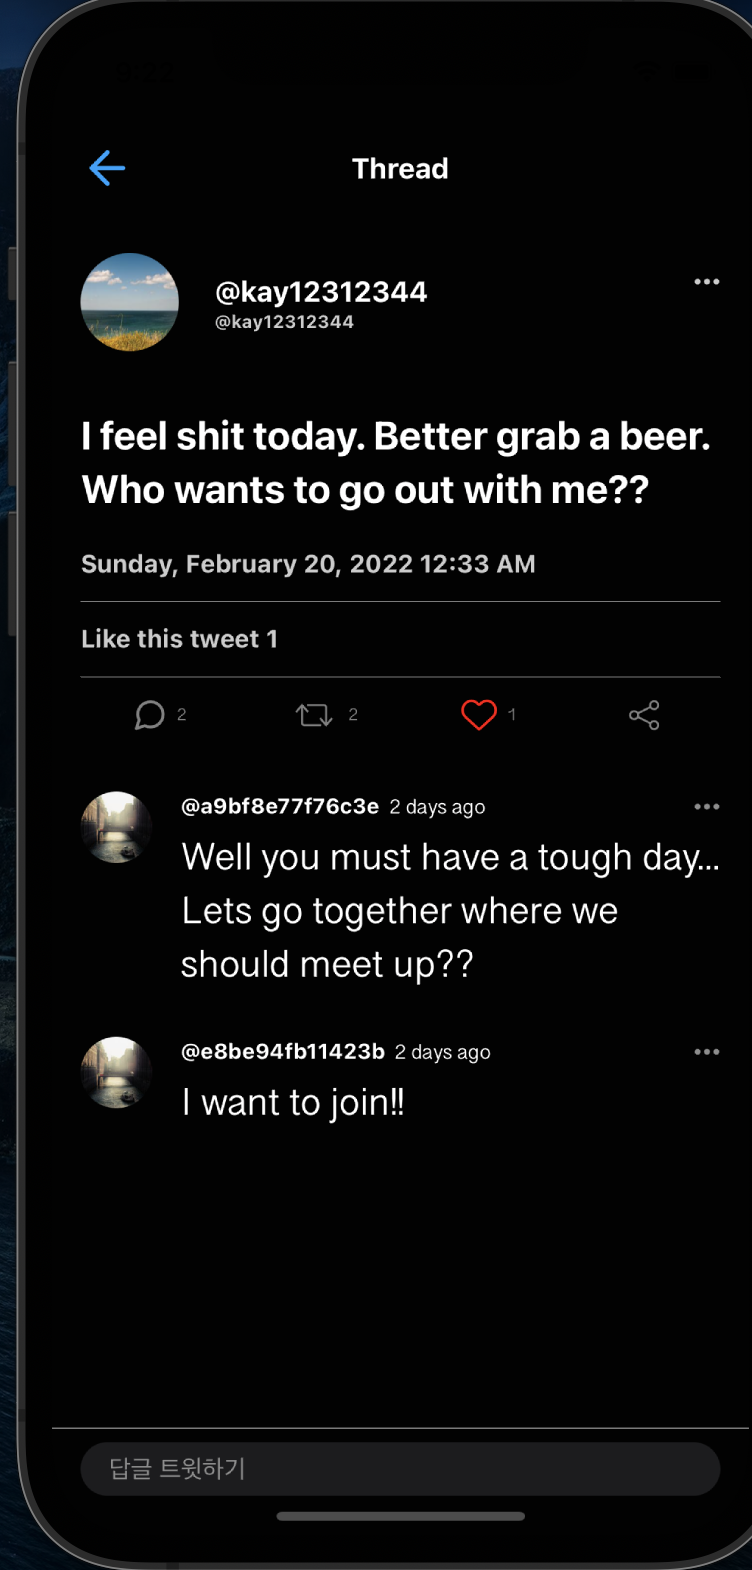 9:22
Thread
@kay12312344
@kay12312344
I feel shit today. Better grab a beer.
Who wants to go out with me??
Sunday, February 20, 2022 12:33 AM
Like this tweet 1
2
2
1
@a9bf8e77f76c3e 2 days ago
Well you must have a tough day...
Lets go together where we
should meet up??
@e8be94fb11423b 2 days ago
I want to join!!
답글 트윗하기